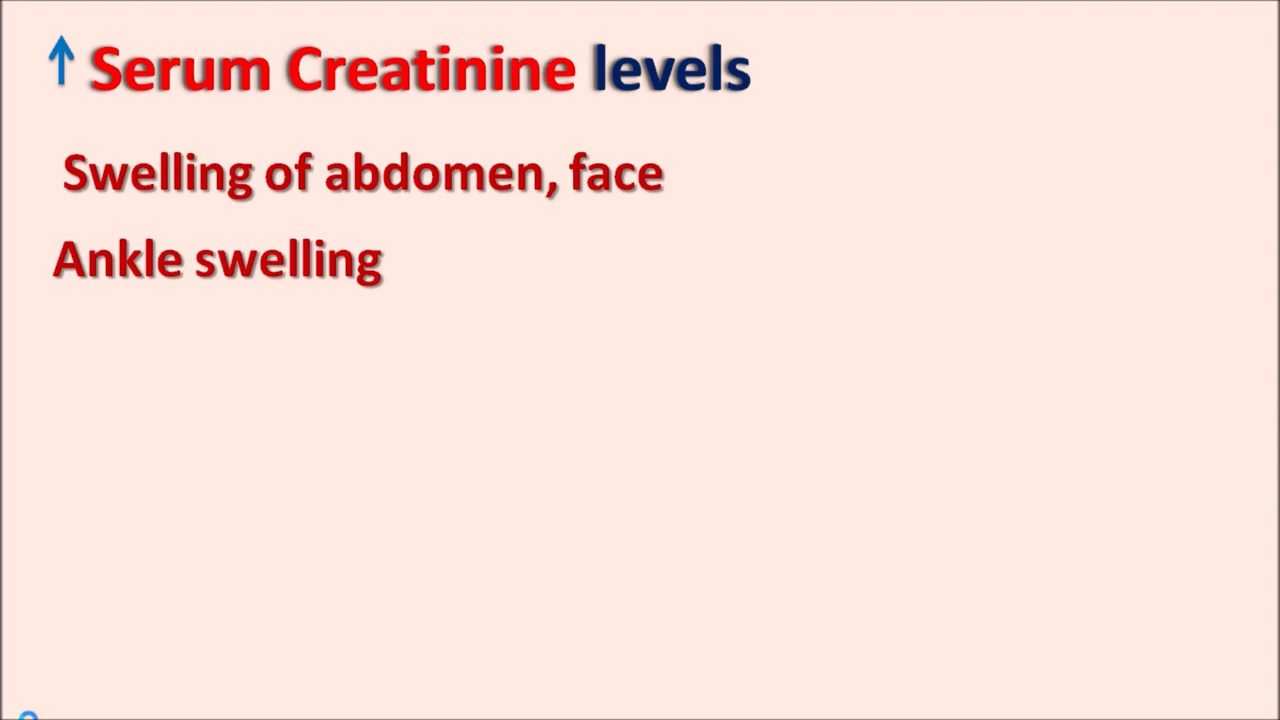 ↑ Serum Creatinine levels
Swelling of abdomen, face
Ankle swelling